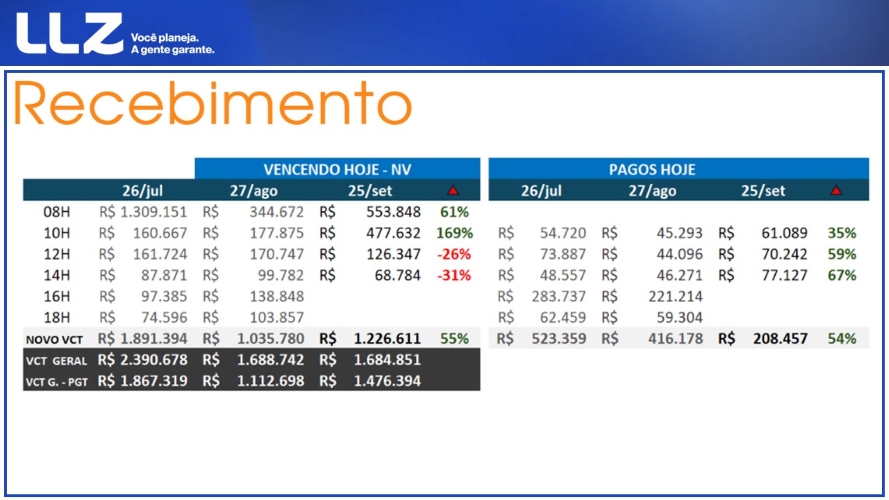 LLZ Você planeja.
A gente garante.
Recebimento
VENCENDO HOJE - NV PAGOS HOJE
26/jul 27/ago 25/set 26/jul 27/ago 25/set
08H R$ 1.309.151 R$ 344.672 R$ 553.848 61%
10H R$ 160.667 R$ 177.875 R$ 477.632 169% R$ 54.720 R$ 45.293 R$ 61.089 35%
12H R$ 161.724 R$ 170.747 R$ 126.347 -26% R$ 73.887 R$ 44.096 R$ 70.242 59%
14H R$ 87.871 R$ 99.782 R$ 68.784 -31% R$ 48.557 R$ 46.271 R$ 77.127 67%
16H R$ 97.385 R$ 138.848 R$ 283.737 R$ 221.214
18H R$ 74.596 R$ 103.857 R$ 62.459 R$ 59.304
NOVO VCT R$ 1.891.394 R$ 1.035.780 R$ 1.226.611 55% R$ 523.359 R$ 416.178 R$ 208.457 54%
VCT GERAL R$ 2.390.678 R$ 1.688.742 R$ 1.684.851
VCT G. - PGT R$ 1.867.319 R$ 1.112.698 R$ 1.476.394